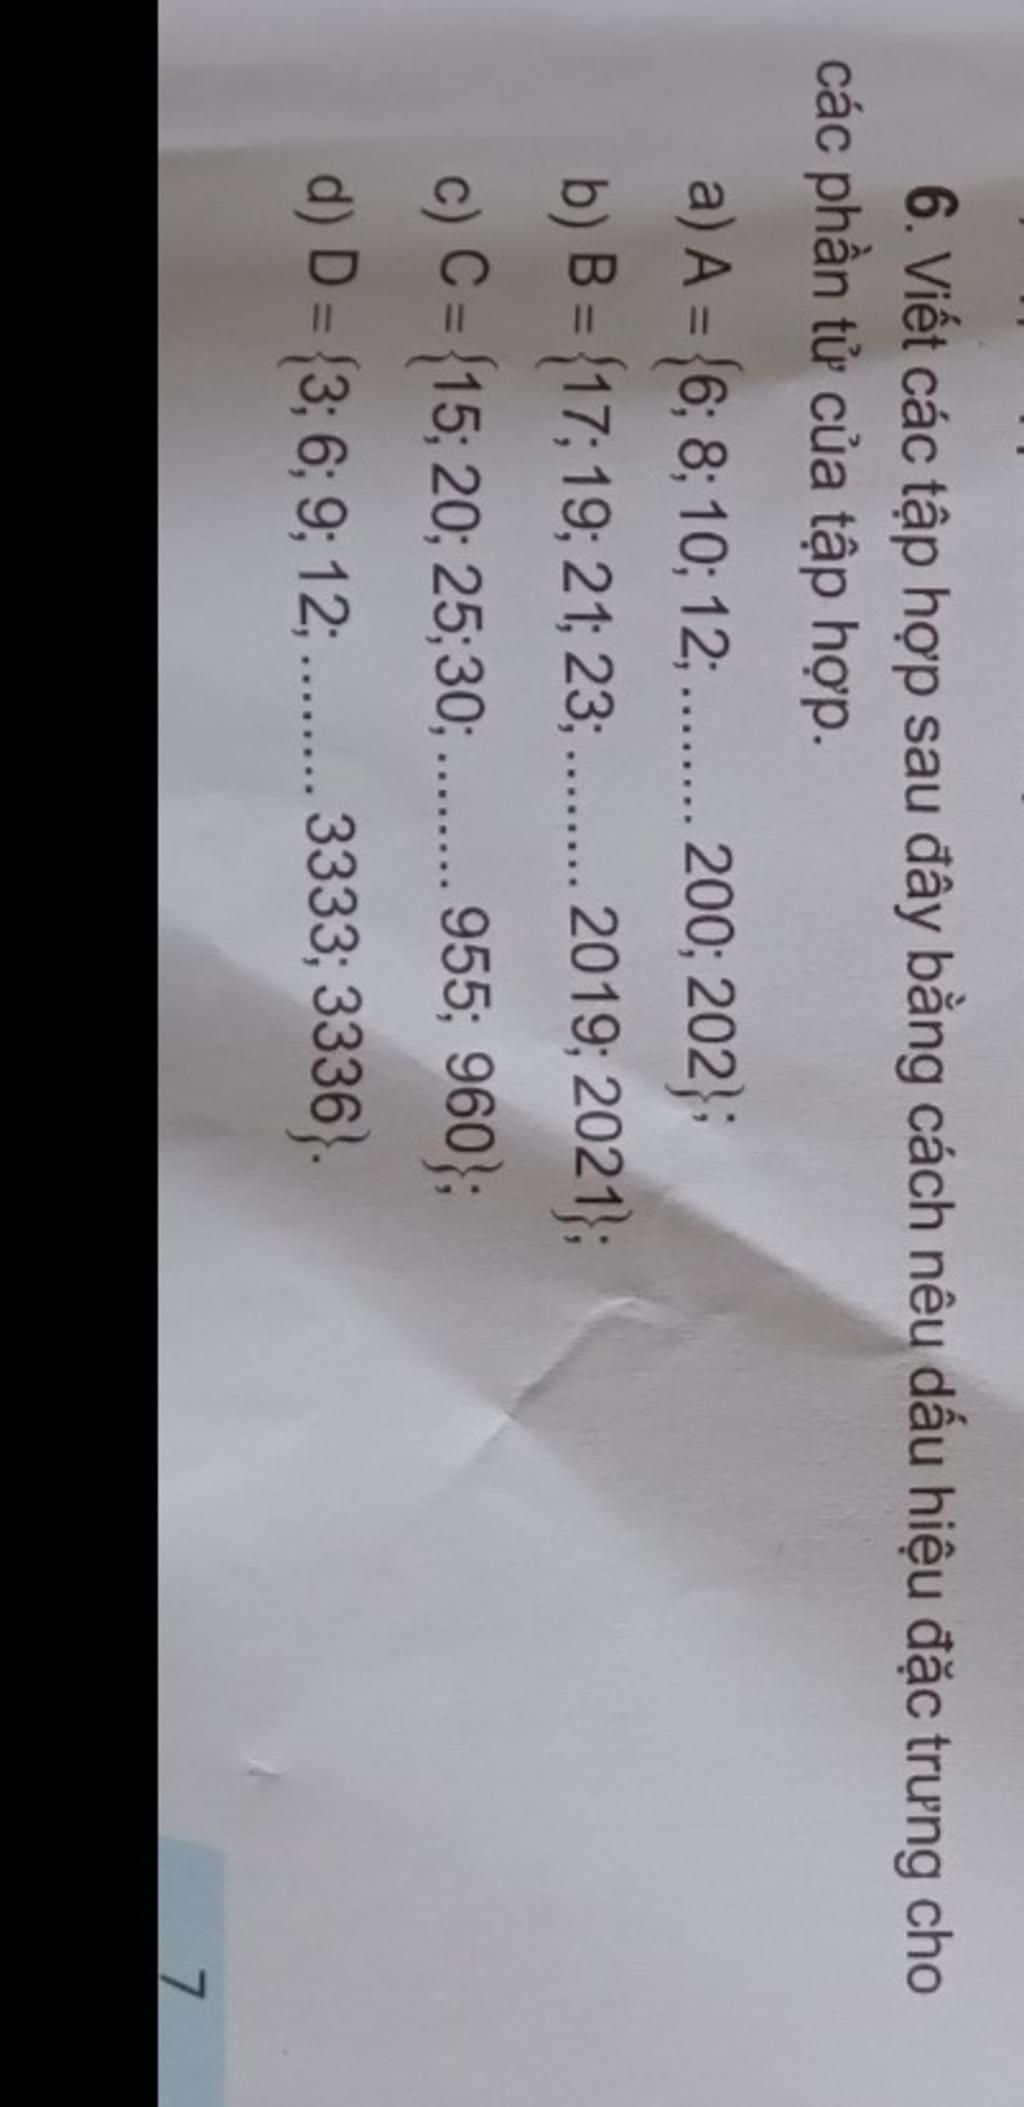 6. Viết các tập hợp sau đây bằng cách nêu dấu hiệu đặc trưng cho
các phần tử của tập hợp.
a) A = {6; 8; 10; 12; ........ 200; 202};
b) B = {17; 19; 21; 23; ........ 2019; 2021};
c) C = {15; 20; 25;30; ........ 955; 960};
d) D = {3; 6; 9; 12; ........ 3333; 3336}.
7